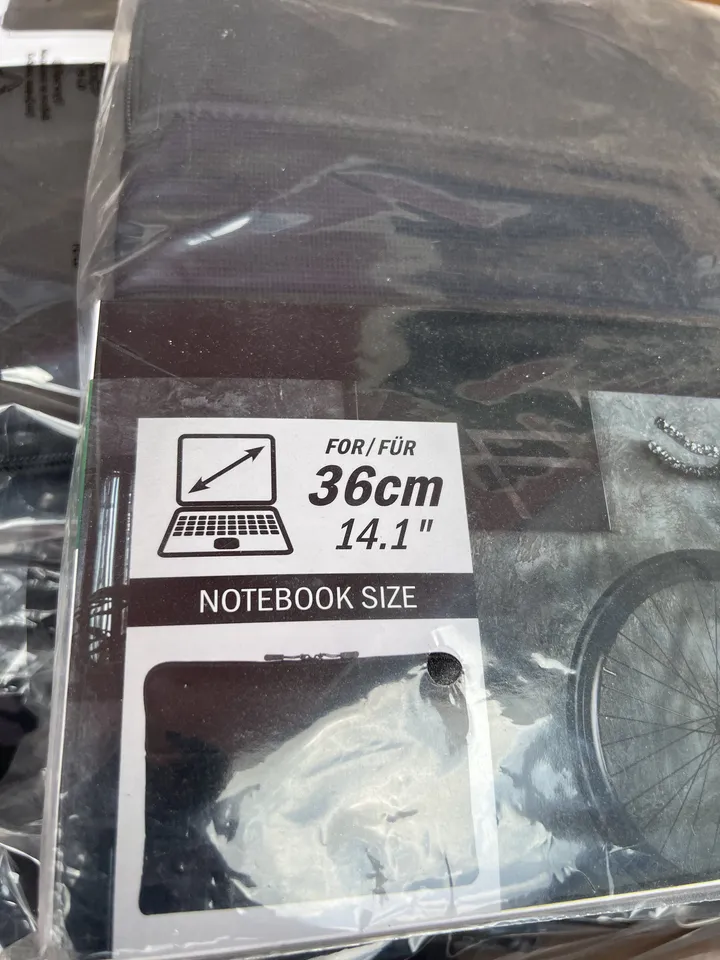 FOR/FÜR
36cm
14.1"
NOTEBOOK SIZE